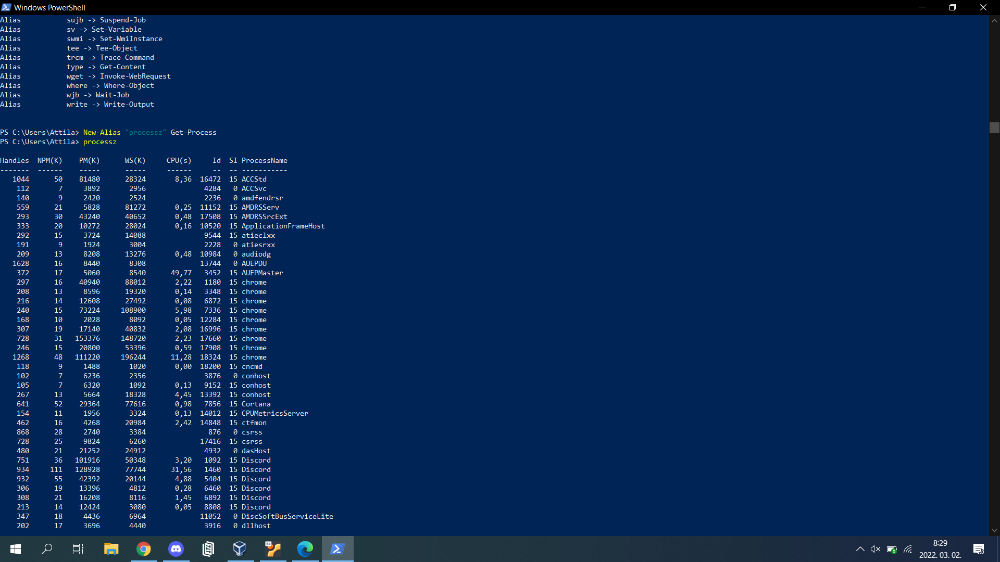 Windows PowerShell
Alias           sujb -> Suspend-Job
Alias           sv -> Set-Variable
Alias           swmi -> Set-WmiInstance
Alias           tee -> Tee-Object
Alias           trcm -> Trace-Command
Alias           type -> Get-Content
Alias           wget -> Invoke-WebRequest
Alias           where -> Where-Object
Alias           wjb -> Wait-Job
Alias           write -> Write-Output
PS C:\Users\Attila> New-Alias "processz" Get-Process
PS C:\Users\Attila> processz
Handles  NPM(K)    PM(K)      WS(K)     CPU(s)     Id  SI ProcessName
-------  ------    -----      -----     ------     --  -- -----------
   1044      50    81480      28324       8,36  16472  15 ACCStd
    112       7     3892       2956              4284   0 ACCSvc
    140       9     2420       2524              2236   0 amdfendrsr
    559      21     5828      81272       0,25  11152  15 AMDRSServ
    293      30    43240      40652       0,48  17508  15 AMDRSSrcExt
    333      20    10272      28024       0,16  10520  15 ApplicationFrameHost
    292      15     3724      14088              9544  15 atieclxx
    191       9     1924       3004              2228   0 atiesrxx
    209      13     8208      13276       0,48  10984   0 audiodg
   1628      16     8440       8308             13744   0 AUEPDU
    372      17     5060       8540      49,77   3452  15 AUEPMaster
    297      16    40940      88012       2,22   1180  15 chrome
    208      13     8596      19320       0,14   3348  15 chrome
    216      14    12608      27492       0,08   6872  15 chrome
    240      15    73224     108900       5,98   7336  15 chrome
    168      10     2028       8092       0,05  12284  15 chrome
    307      19    17140      40832       2,08  16996  15 chrome
    728      31   153376     148720       2,23  17660  15 chrome
    246      15    20800      53396       0,59  17908  15 chrome
   1268      48   111220     196244      11,28  18324  15 chrome
    118       9     1488       1020       0,00  18200  15 cncmd
    102       7     6236       2356              3876   0 conhost
    105       7     6320       1092       0,13   9152  15 conhost
    267      13     5664      18328       4,45  13392  15 conhost
    641      52    29364      77616       0,98   7856  15 Cortana
    154      11     1956       3324       0,13  14012  15 CPUMetricsServer
    462      16     4268      20984       2,42  14848  15 ctfmon
    868      28     2740       3384               876   0 csrss
    728      25     9824       6260             17416  15 csrss
    480      21    21252      24912              4932   0 dasHost
    751      36   101916      50348       3,20   1092  15 Discord
    934     111   128928      77744      31,56   1460  15 Discord
    932      55    42392      20144       4,88   5404  15 Discord
    306      19    13396       4812       0,28   6460  15 Discord
    308      21    16208       8116       1,45   6892  15 Discord
    213      14    12424       3080       0,05   8808  15 Discord
    347      18     4436       6964             11052   0 DiscSoftBusServiceLite
    202      17     3696       4440              3916   0 dllhost
64
8:29
2022. 03. 02.